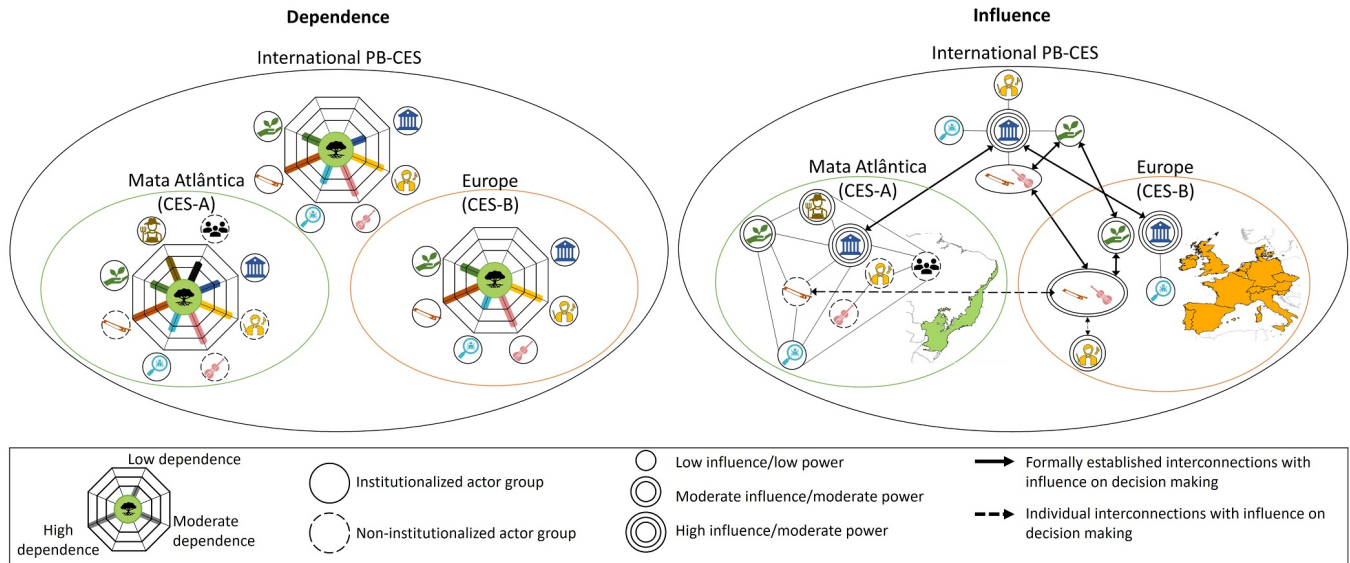 Dependence
International PB-CES
Mata Atlântica
(CES-A)
Europe
(CES-B)
Influence
International PB-CES
Mata Atlântica
(CES-A)
Europe
(CES-B)
Low dependence
High
dependence
Moderate
dependence
Institutionalized actor group
Non-institutionalized actor group
Low influence/low power
Moderate influence/moderate power
High influence/moderate power
Formally established interconnections with
influence on decision making
Individual interconnections with influence on
decision making